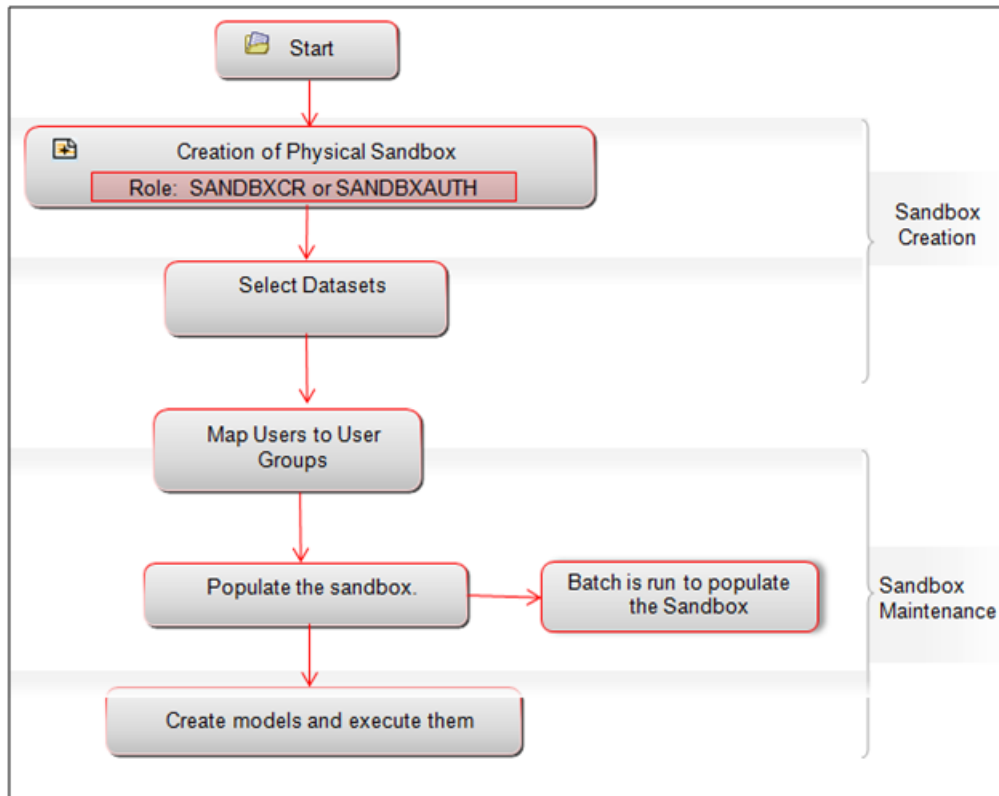 Start
Creation of Physical Sandbox
Role: SANDBXCR or SANDBXAUTH
Sandbox
Creation
Select Datasets
Map Users to User
Groups
Populate the sandbox.
Batch is run to populate
the Sandbox
Sandbox
Maintenance
Create models and execute them